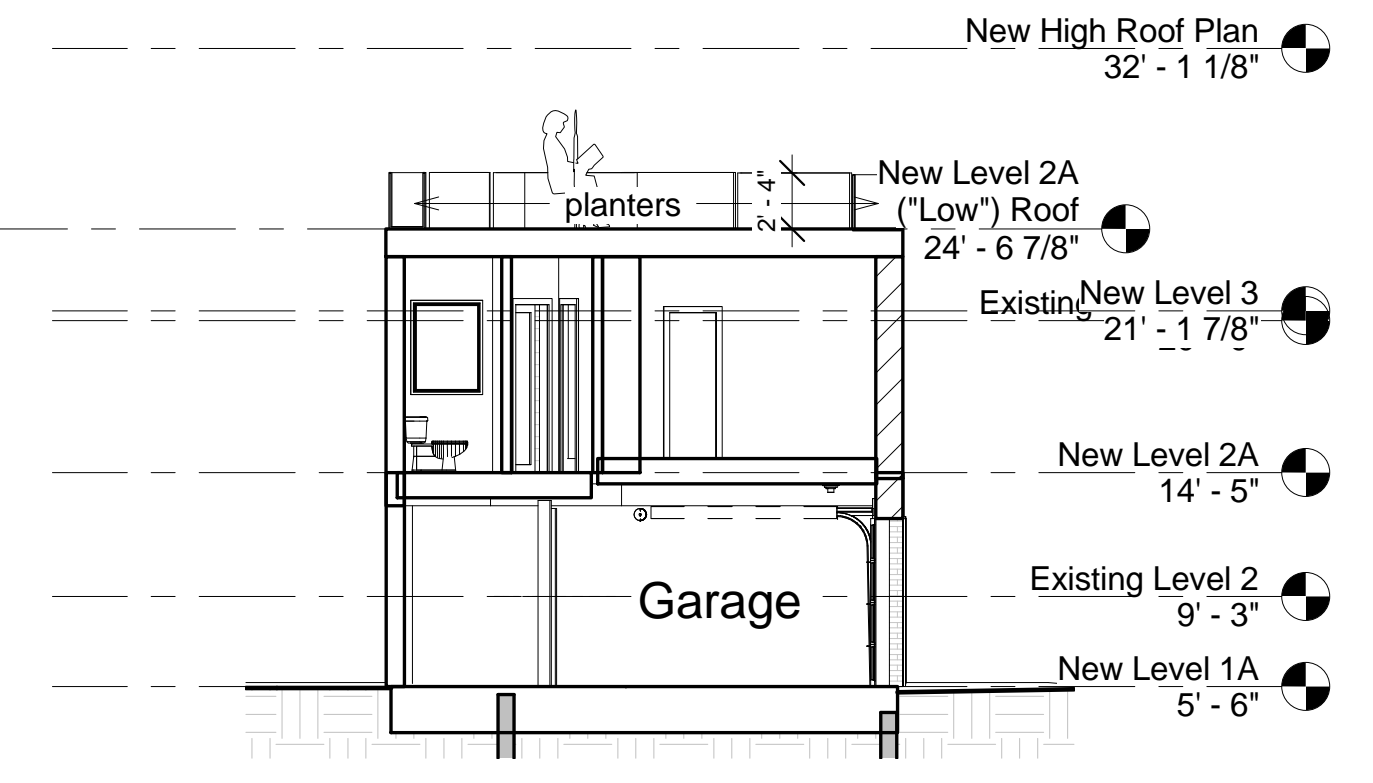 New High Roof Plan
32' - 1 1/8"
New Level 2A
("Low") Roof
24' - 6 7/8"
planters
2' - 4"
Existing
New Level 3
21' - 1 7/8"
New Level 2A
14' - 5"
Existing Level 2
9' - 3"
Garage
New Level 1A
5' - 6"